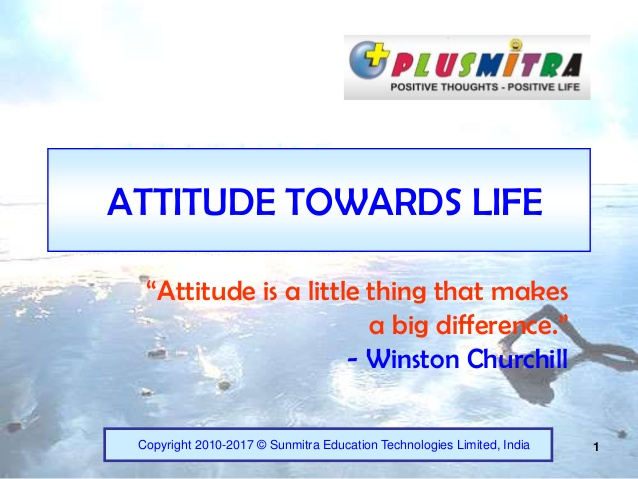 PLUSMITRA
POSITIVE THOUGHTS - POSITIVE LIFE
ATTITUDE TOWARDS LIFE
“Attitude is a little thing that makes
a big difference.”
- Winston Churchill
Copyright 2010-2017 © Sunmitra Education Technologies Limited, India
1